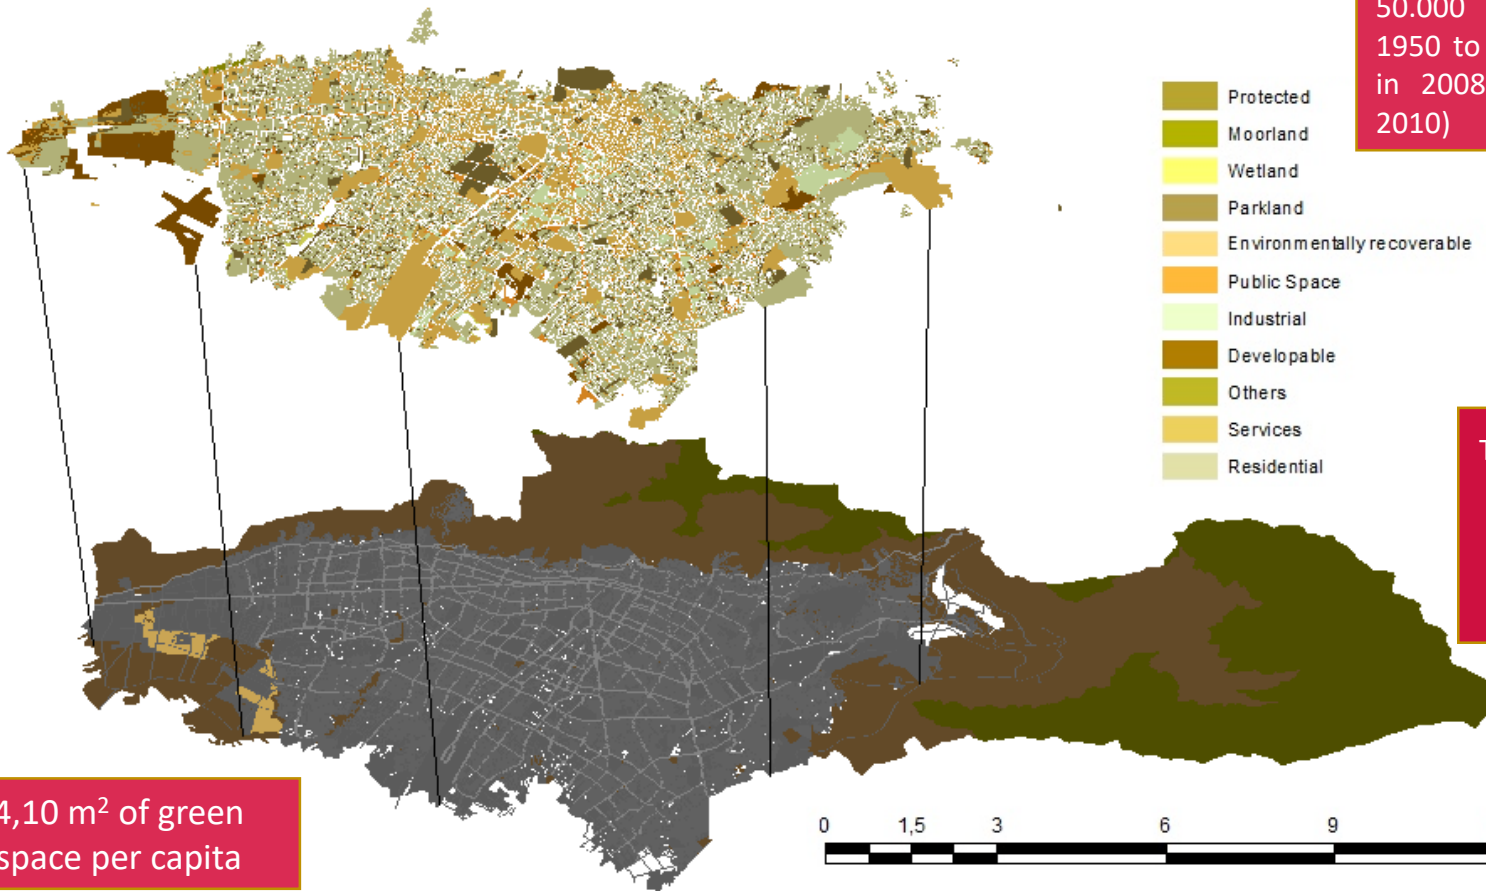 50.000
1950 to
in 2008
2010)
Protected
Moorland
Wetland
Parkland
Environmentally recoverable
Public Space
Industrial
Developable
Others
Services
Residential
T
4,10 m² of green
space per capita
0 1,5 3 6 9